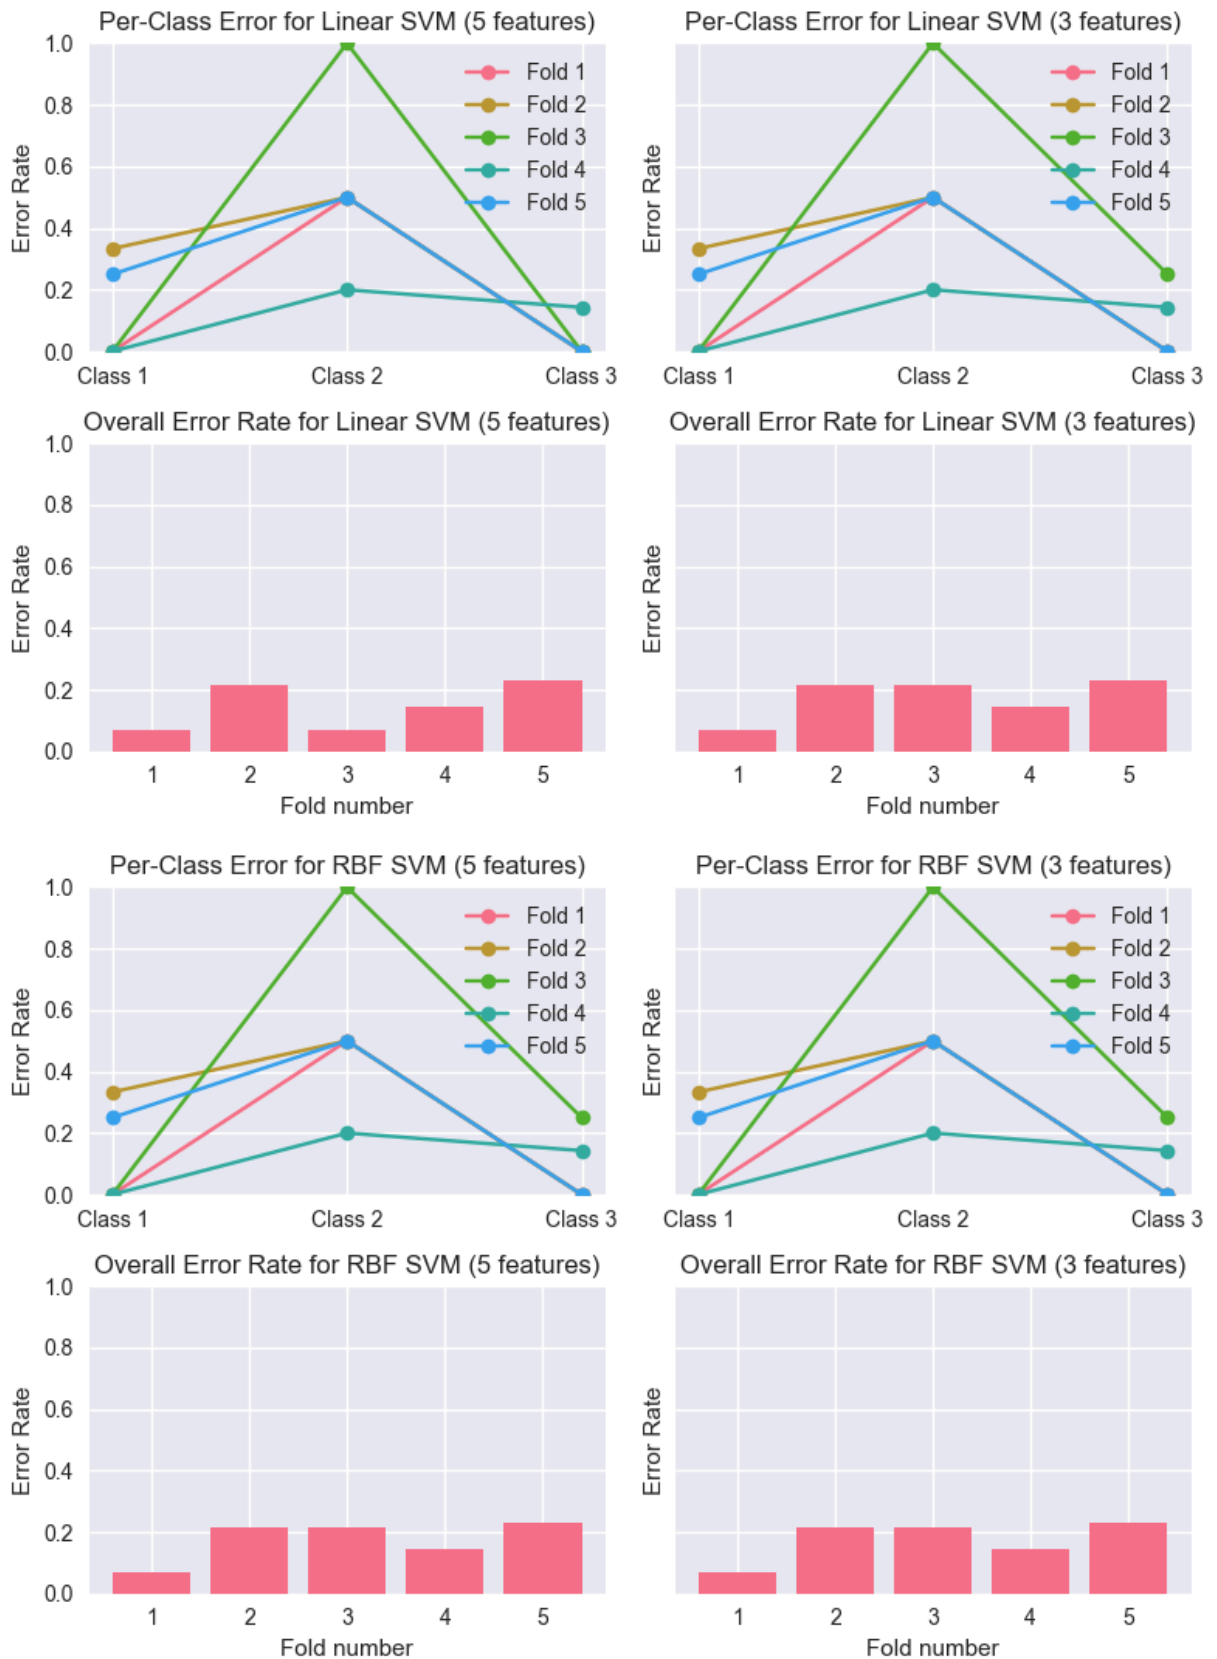 Per-Class Error for Linear SVM (5 features)
1.0
0.8
0.6
0.4
0.2
0.0
Error Rate
Fold 1
Fold 2
Fold 3
Fold 4
Fold 5
Class 1 Class 2 Class 3
Per-Class Error for Linear SVM (3 features)
Error Rate
Fold 1
Fold 2
Fold 3
Fold 4
Fold 5
Class 1 Class 2 Class 3
Overall Error Rate for Linear SVM (5 features)
1.0
0.8
0.6
0.4
0.2
0.0
Error Rate
1 2 3 4 5
Fold number
Overall Error Rate for Linear SVM (3 features)
Error Rate
1 2 3 4 5
Fold number
Per-Class Error for RBF SVM (5 features)
1.0
0.8
0.6
0.4
0.2
0.0
Error Rate
Fold 1
Fold 2
Fold 3
Fold 4
Fold 5
Class 1 Class 2 Class 3
Per-Class Error for RBF SVM (3 features)
Error Rate
Fold 1
Fold 2
Fold 3
Fold 4
Fold 5
Class 1 Class 2 Class 3
Overall Error Rate for RBF SVM (5 features)
1.0
0.8
0.6
0.4
0.2
0.0
Error Rate
1 2 3 4 5
Fold number
Overall Error Rate for RBF SVM (3 features)
Error Rate
1 2 3 4 5
Fold number